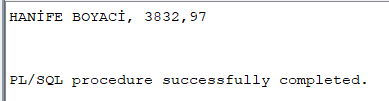 HANİFE BOYACİ, 3832,97
PL/SQL procedure successfully completed.